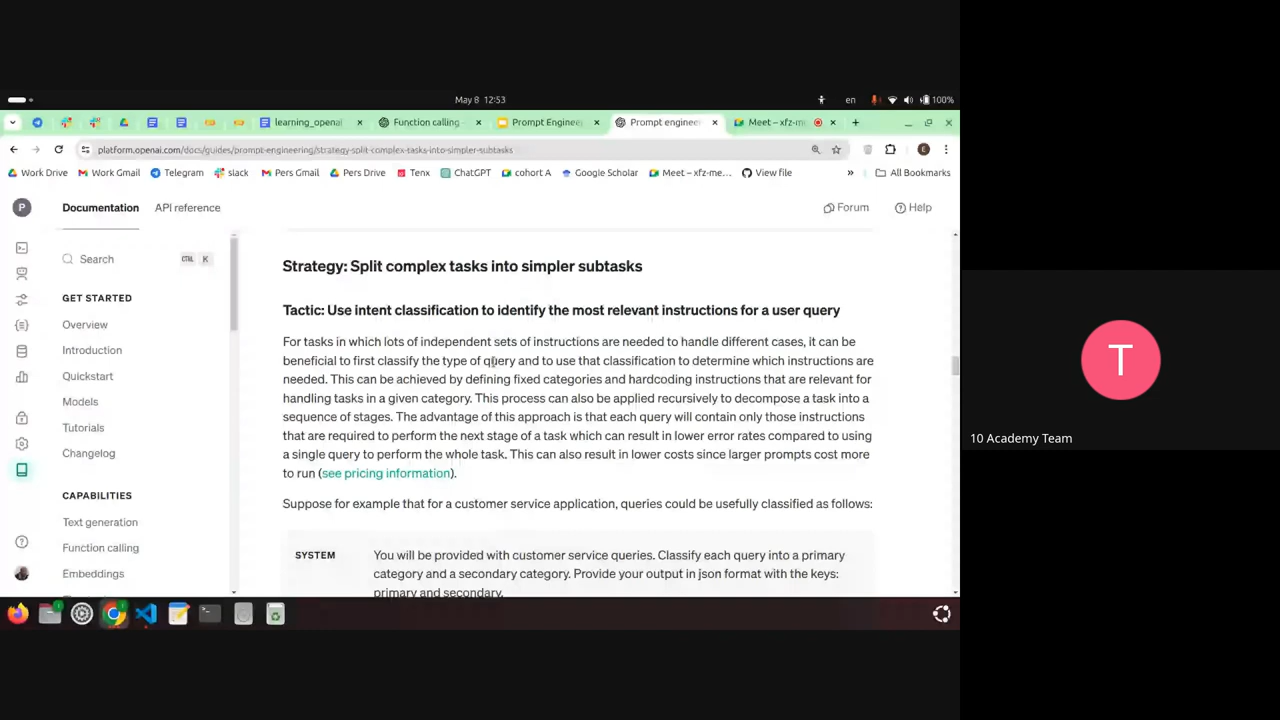 May 8 12:53
en
100%
learning_openai
Function calling
Prompt Enginee
Prompt engineer
Meet – xfz-m
platform.openai.com/docs/guides/prompt-engineering/strategy-split-complex-tasks-into-simpler-subtasks
E
Work Drive
Work Gmail
Telegram
slack
Pers Gmail
Pers Drive
Tenx
ChatGPT
cohort A
Google Scholar
Meet – xfz-me...
View file
»
All Bookmarks
P
Documentation
API reference
Forum
Help
Search
CTRL K
GET STARTED
Overview
Introduction
Quickstart
Models
Tutorials
Changelog
CAPABILITIES
Text generation
Function calling
Embeddings
Strategy: Split complex tasks into simpler subtasks
Tactic: Use intent classification to identify the most relevant instructions for a user query
For tasks in which lots of independent sets of instructions are needed to handle different cases, it can be
beneficial to first classify the type of query and to use that classification to determine which instructions are
needed. This can be achieved by defining fixed categories and hardcoding instructions that are relevant for
handling tasks in a given category. This process can also be applied recursively to decompose a task into a
sequence of stages. The advantage of this approach is that each query will contain only those instructions
that are required to perform the next stage of a task which can result in lower error rates compared to using
a single query to perform the whole task. This can also result in lower costs since larger prompts cost more
to run (see pricing information).
Suppose for example that for a customer service application, queries could be usefully classified as follows:
SYSTEM
You will be provided with customer service queries. Classify each query into a primary
category and a secondary category. Provide your output in json format with the keys:
primary and secondary.
T
10 Academy Team